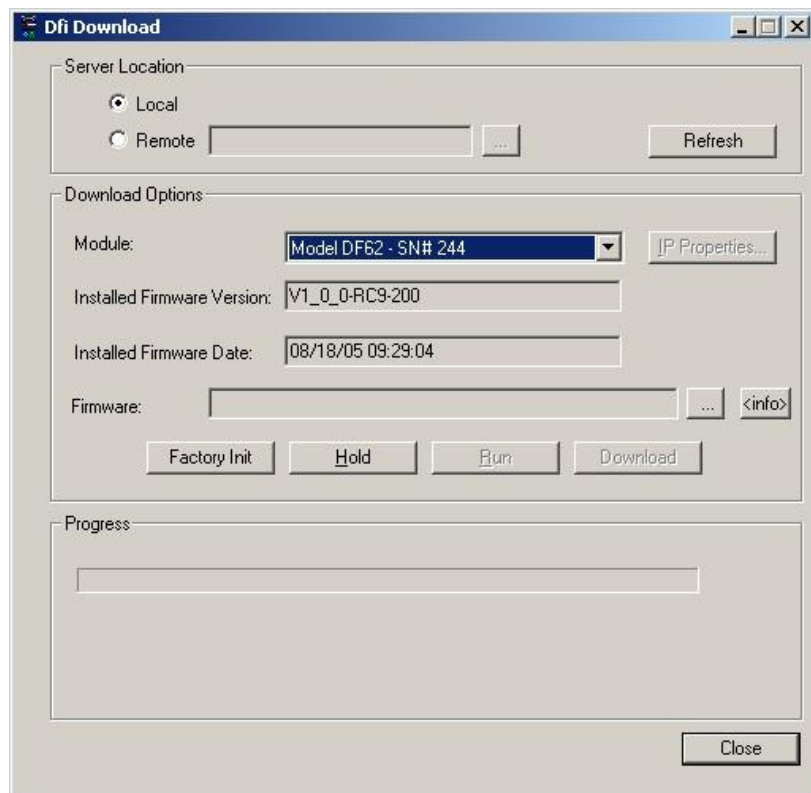 Dfi Download
Server Location
Local
Remote ... Refresh
Download Options
Module: Model DF62 - SN# 244 IP Properties...
Installed Firmware Version: V1_0_0-RC9-200
Installed Firmware Date: 08/18/05 09:29:04
Firmware: ... <info>
Factory Init Hold Run Download
Progress
Close